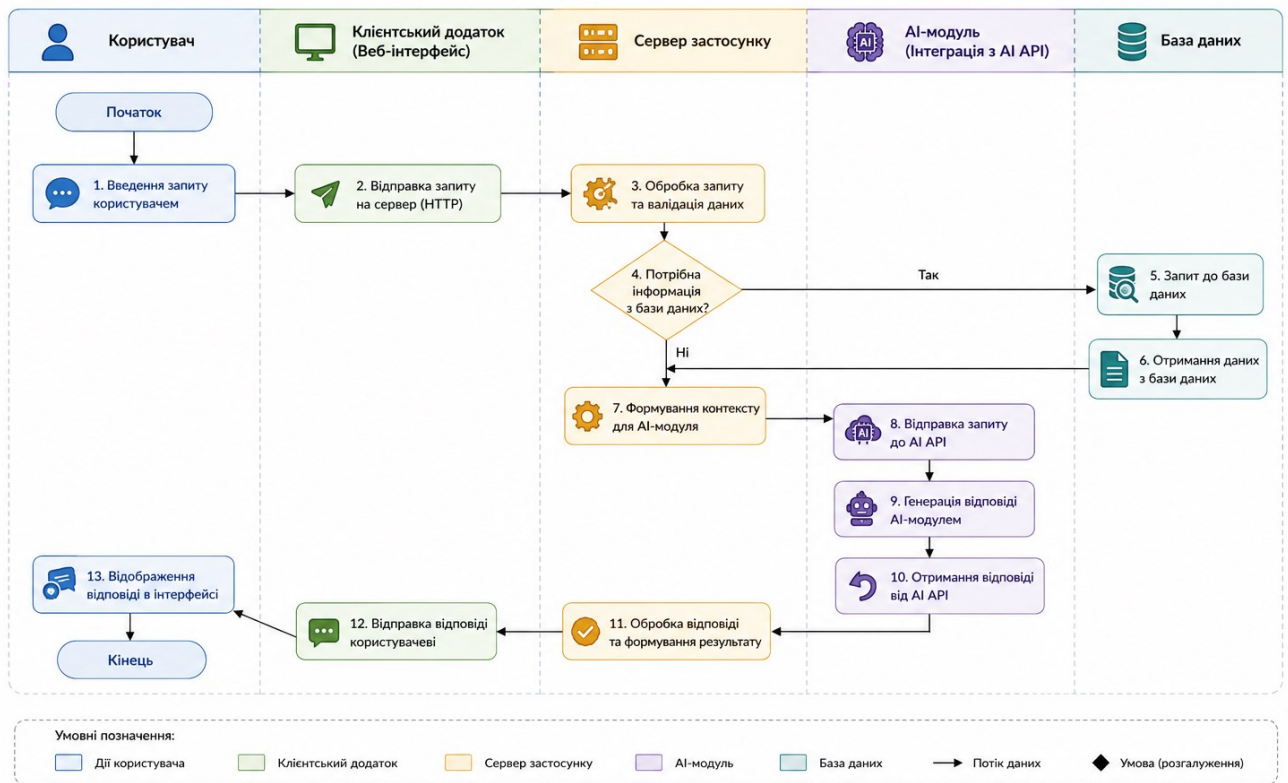 Користувач
Клієнтський додаток
(Веб-інтерфейс)
Сервер застосунку
AI-модуль
(Інтеграція з AI API)
База даних
Початок
1. Введення запиту
користувачем
2. Відправка запиту
на сервер (HTTP)
3. Обробка запиту
та валідація даних
4. Потрібна
інформація
з бази даних?
Так
5. Запит до бази
даних
Ні
6. Отримання даних
з бази даних
7. Формування контексту
для AI-модуля
AI
8. Відправка запиту
до AI API
9. Генерація відповіді
AI-модулем
10. Отримання відповіді
від AI API
11. Обробка відповіді
та формування результату
12. Відправка відповіді
користувачеві
13. Відображення
відповіді в інтерфейсі
Кінець
Умовні позначення:
Дії користувача
Клієнтський додаток
Сервер застосунку
AI-модуль
База даних
Потік даних
Умова (розгалуження)